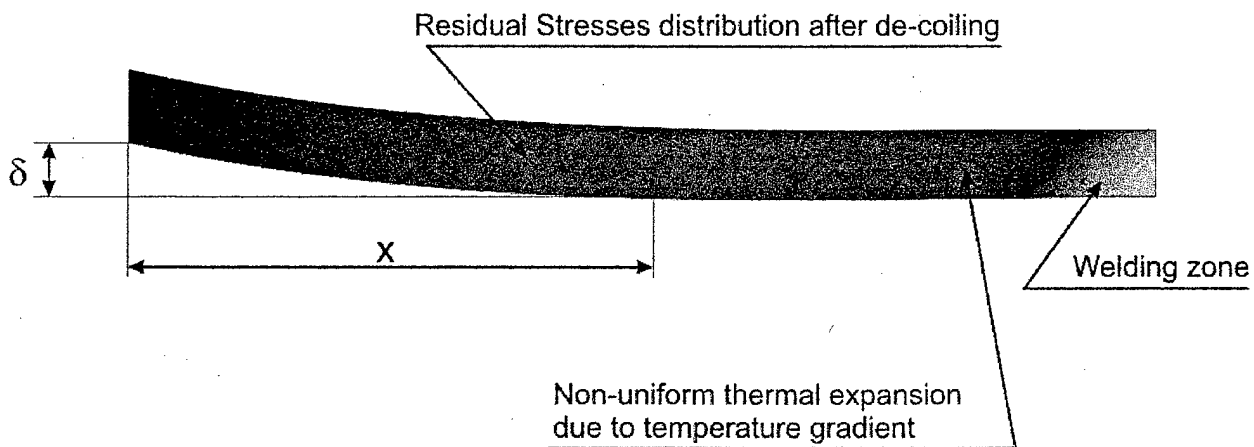 Residual Stresses distribution after de-coiling
δ
X
Welding zone
Non-uniform thermal expansion
due to temperature gradient